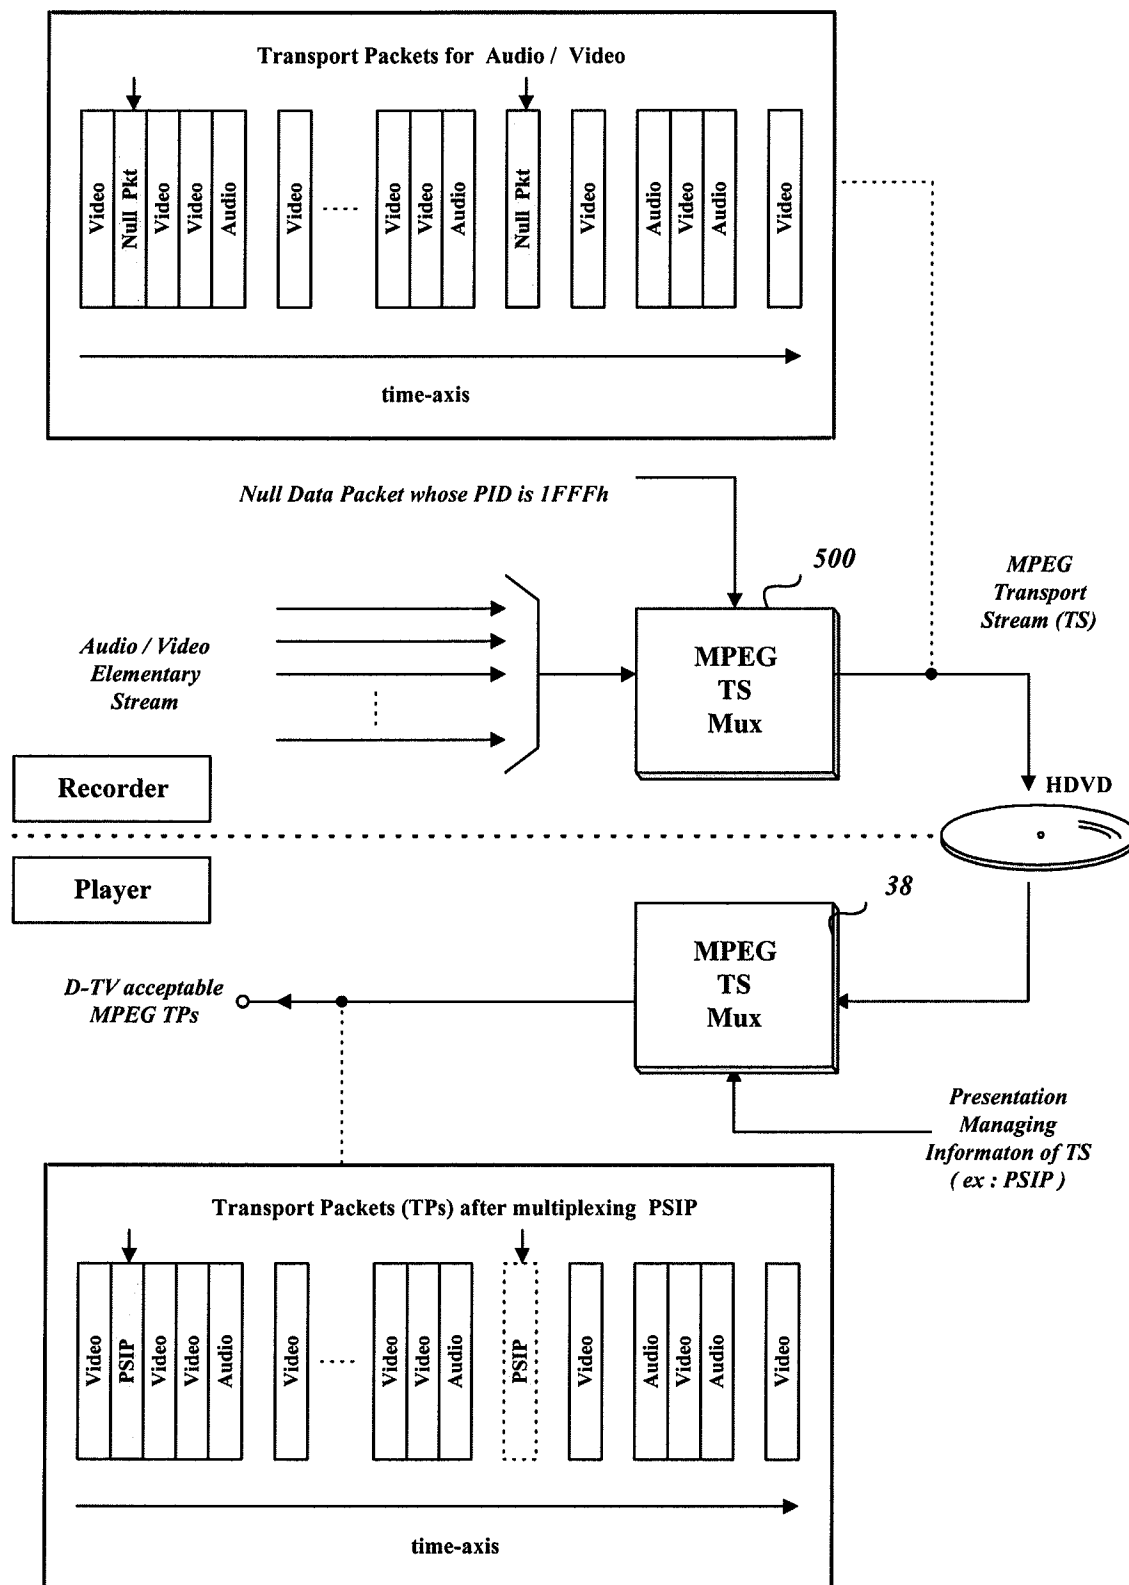 Transport Packets for Audio / Video
Video
Null Pkt
Video
Video
Audio
Video
Video
Video
Audio
Null Pkt
Video
Audio
Video
Audio
Video
time-axis
Null Data Packet whose PID is 1FFFh
500
MPEG
Transport
Stream (TS)
Audio / Video
Elementary
Stream
MPEG
TS
Mux
Recorder
HDVD
Player
38
MPEG
TS
Mux
D-TV acceptable
MPEG TPs
Presentation
Managing
Informaton of TS
( ex : PSIP )
Transport Packets (TPs) after multiplexing PSIP
Video
PSIP
Video
Video
Audio
Video
Video
Video
Audio
PSIP
Video
Audio
Video
Audio
Video
time-axis